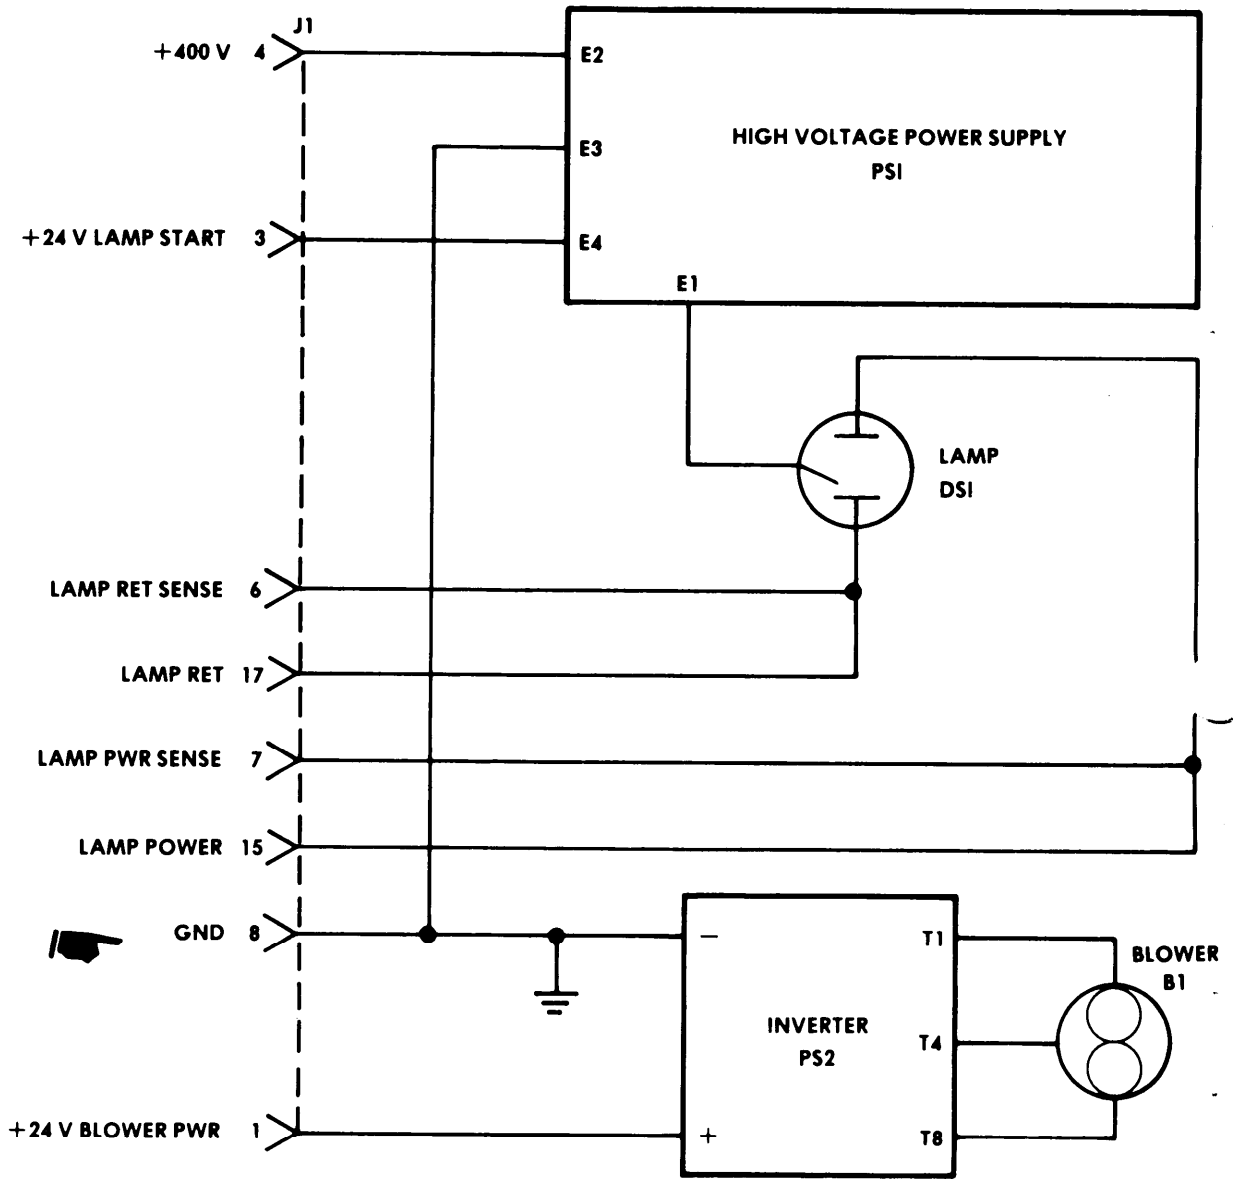 J1
+400 V 4
E2
E3
HIGH VOLTAGE POWER SUPPLY
PS1
+24 V LAMP START 3
E4
E1
LAMP
DS1
LAMP RET SENSE 6
LAMP RET 17
LAMP PWR SENSE 7
LAMP POWER 15
GND 8
−
T1
BLOWER
B1
INVERTER
PS2
T4
+24 V BLOWER PWR 1
+
T8